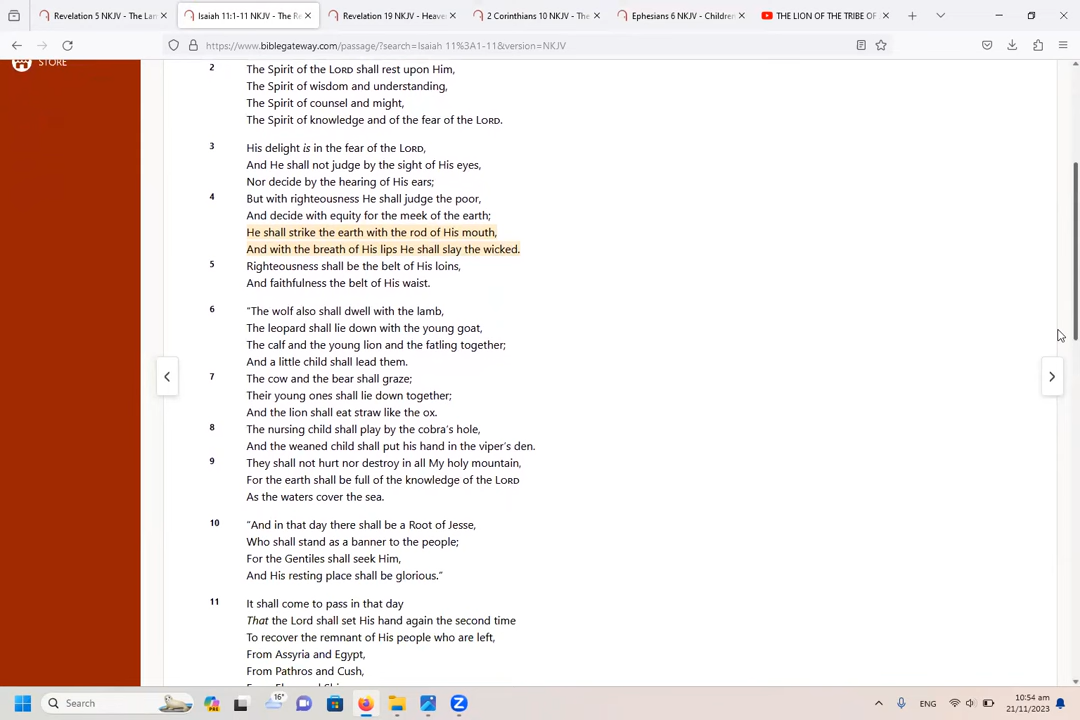 Revelation 5 NKJV - The Lam
Isaiah 11:1-11 NKJV - The Re
Revelation 19 NKJV - Heaven
2 Corinthians 10 NKJV - The
Ephesians 6 NKJV - Children
THE LION OF THE TRIBE OF
https://www.biblegateway.com/passage/?search=Isaiah 11%3A1-11&version=NKJV
STORE
2 The Spirit of the LORD shall rest upon Him,
The Spirit of wisdom and understanding,
The Spirit of counsel and might,
The Spirit of knowledge and of the fear of the LORD.
3 His delight is in the fear of the LORD,
And He shall not judge by the sight of His eyes,
Nor decide by the hearing of His ears;
4 But with righteousness He shall judge the poor,
And decide with equity for the meek of the earth;
He shall strike the earth with the rod of His mouth,
And with the breath of His lips He shall slay the wicked.
5 Righteousness shall be the belt of His loins,
And faithfulness the belt of His waist.
6 “The wolf also shall dwell with the lamb,
The leopard shall lie down with the young goat,
The calf and the young lion and the fatling together;
And a little child shall lead them.
7 The cow and the bear shall graze;
Their young ones shall lie down together;
And the lion shall eat straw like the ox.
8 The nursing child shall play by the cobra’s hole,
And the weaned child shall put his hand in the viper’s den.
9 They shall not hurt nor destroy in all My holy mountain,
For the earth shall be full of the knowledge of the LORD
As the waters cover the sea.
10 “And in that day there shall be a Root of Jesse,
Who shall stand as a banner to the people;
For the Gentiles shall seek Him,
And His resting place shall be glorious.”
11 It shall come to pass in that day
That the Lord shall set His hand again the second time
To recover the remnant of His people who are left,
From Assyria and Egypt,
From Pathros and Cush,
Search
16°
ENG
10:54 am
21/11/2023